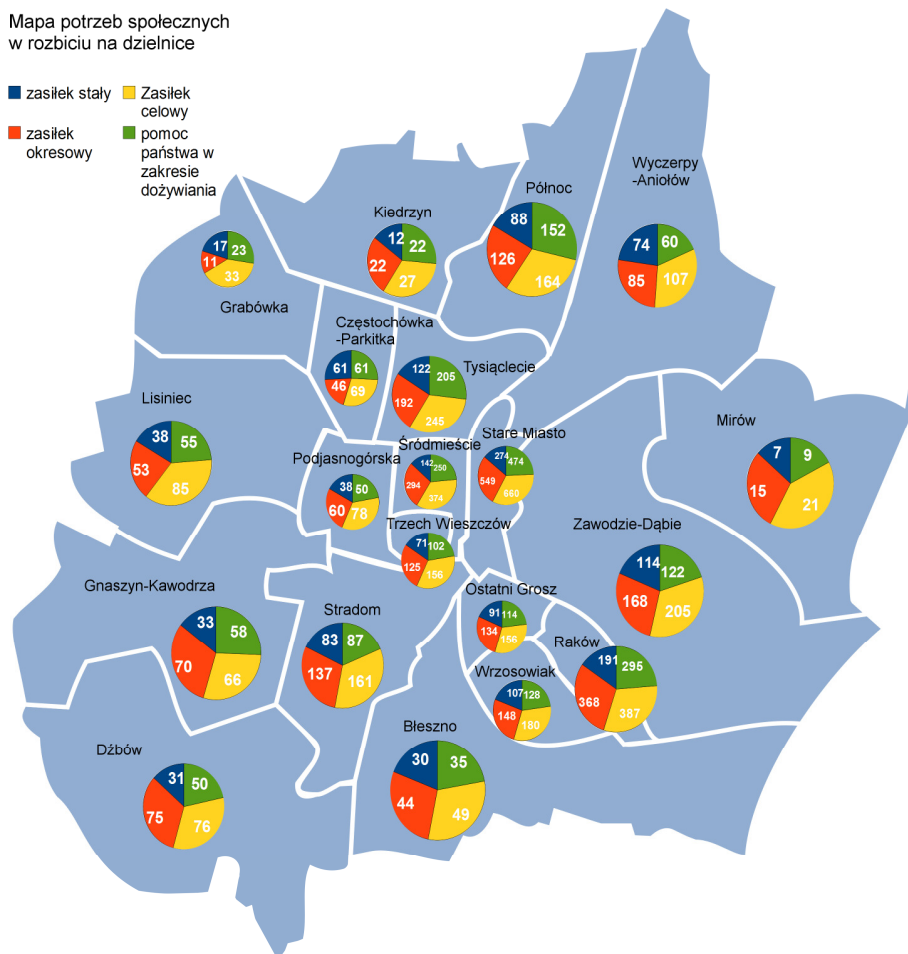 Mapa potrzeb społecznych
w rozbiciu na dzielnice
zasiłek stały
Zasiłek
celowy
zasiłek
okresowy
pomoc
państwa w
zakresie
dożywiania
Wyczerpy
-Aniołów
74 60
85 107
Północ
88 152
126 164
Kiedrzyn
12 22
22 27
17 23
11 33
Grabówka
Częstochówka
-Parkitka
61 61
46 69
Tysiąclecie
122 205
192 245
Lisiniec
38 55
53 85
Mirów
7 9
15 21
Stare Miasto
274 474
549 660
Śródmieście
142 250
294 374
Podjasnogórska
38 50
60 78
Trzech Wieszczów
71 102
125 156
Zawodzie-Dąbie
114 122
168 205
Gnaszyn-Kawodrza
33 58
70 66
Stradom
83 87
137 161
Ostatni Grosz
91 114
134 156
Raków
191 295
368 387
Wrzosowiak
107 128
148 180
Błeszno
30 35
44 49
Dźbów
31 50
75 76